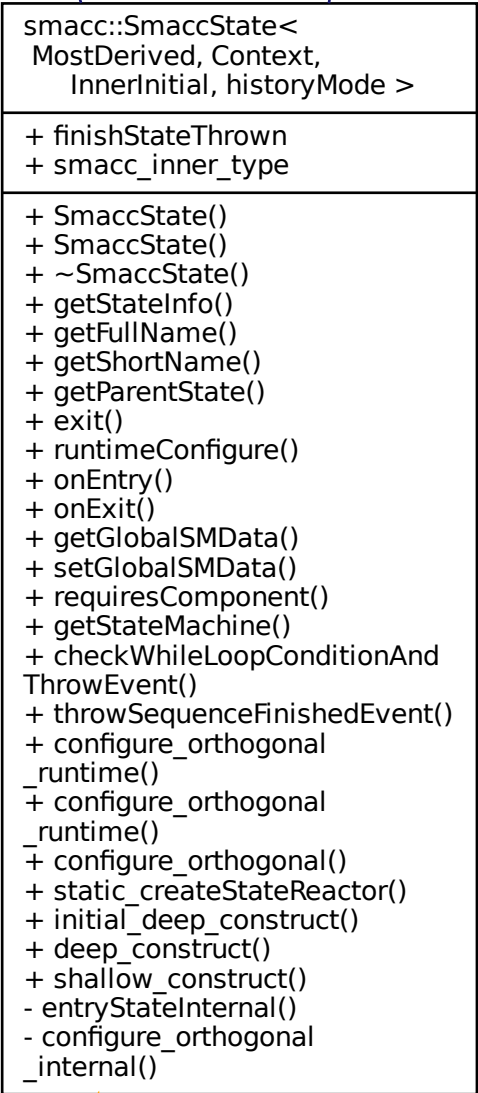 smacc::SmaccState<
MostDerived, Context,
InnerInitial, historyMode >
+ finishStateThrown
+ smacc_inner_type
+ SmaccState()
+ SmaccState()
+ ~SmaccState()
+ getStateInfo()
+ getFullName()
+ getShortName()
+ getParentState()
+ exit()
+ runtimeConfigure()
+ onEntry()
+ onExit()
+ getGlobalSMData()
+ setGlobalSMData()
+ requiresComponent()
+ getStateMachine()
+ checkWhileLoopConditionAnd
ThrowEvent()
+ throwSequenceFinishedEvent()
+ configure_orthogonal
_runtime()
+ configure_orthogonal
_runtime()
+ configure_orthogonal()
+ static_createStateReactor()
+ initial_deep_construct()
+ deep_construct()
+ shallow_construct()
- entryStateInternal()
- configure_orthogonal
_internal()